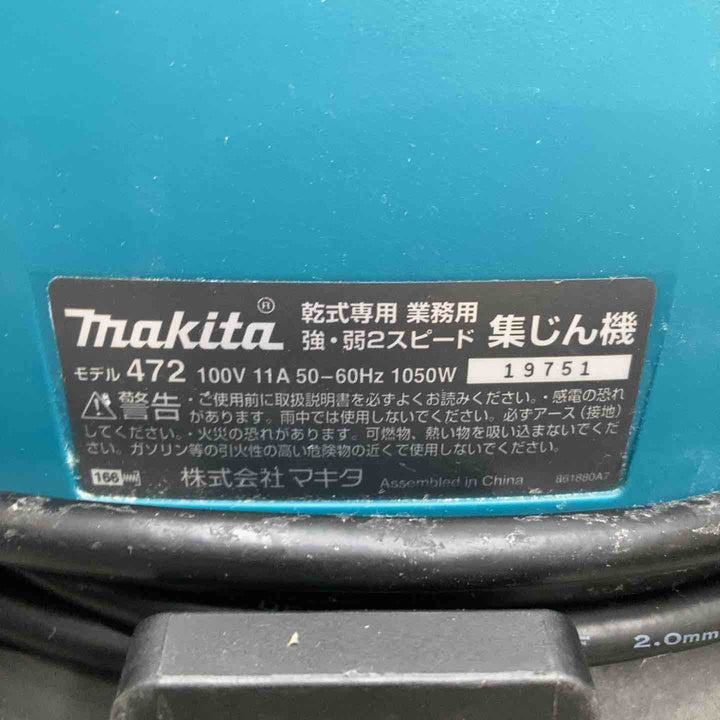 makita® 乾式専用 業務用
強・弱2スピード 集じん機
モデル 472 100V 11A 50-60Hz 1050W 19751
警告 ・ご使用前に取扱説明書を必ずよくお読みください。・感電の恐れ
があります。雨中では使用しないでください。必ずアース（接地）
してください。・火災の恐れがあります。可燃物、熱い物を吸い込まないでくだ
さい。ガソリン等の引火性の高い危険物の近くで使用しないでください。
166 株式会社 マキタ Assembled in China 861880A7
2.0mm